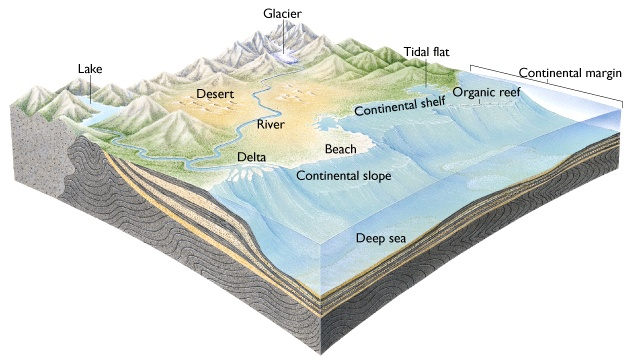 Glacier
Tidal flat
Lake
Continental margin
Desert
Organic reef
Continental shelf
River
Beach
Delta
Continental slope
Deep sea